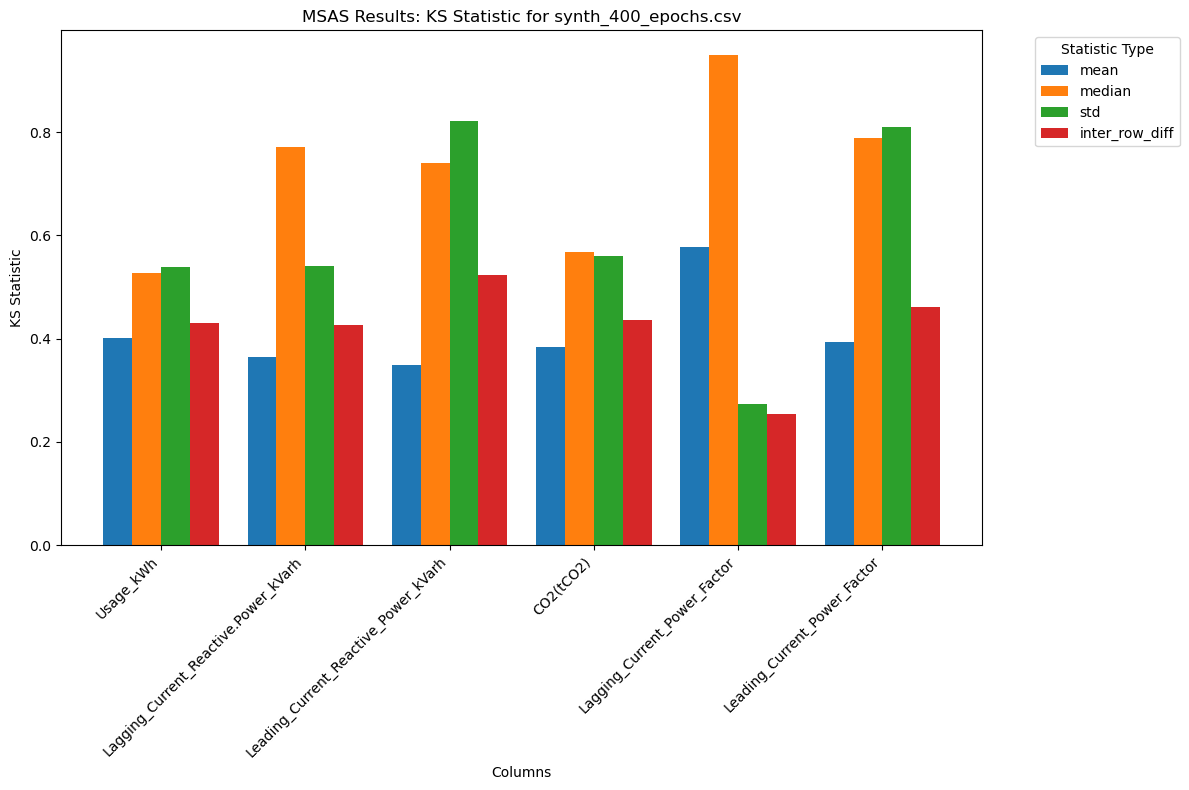 MSAS Results: KS Statistic for synth_400_epochs.csv
Statistic Type
mean
median
std
inter_row_diff
KS Statistic
0.8
0.6
0.4
0.2
0.0
Usage_kWh
Lagging_Current_Reactive.Power_kVarh
Leading_Current_Reactive_Power_kVarh
CO2(tCO2)
Lagging_Current_Power_Factor
Leading_Current_Power_Factor
Columns